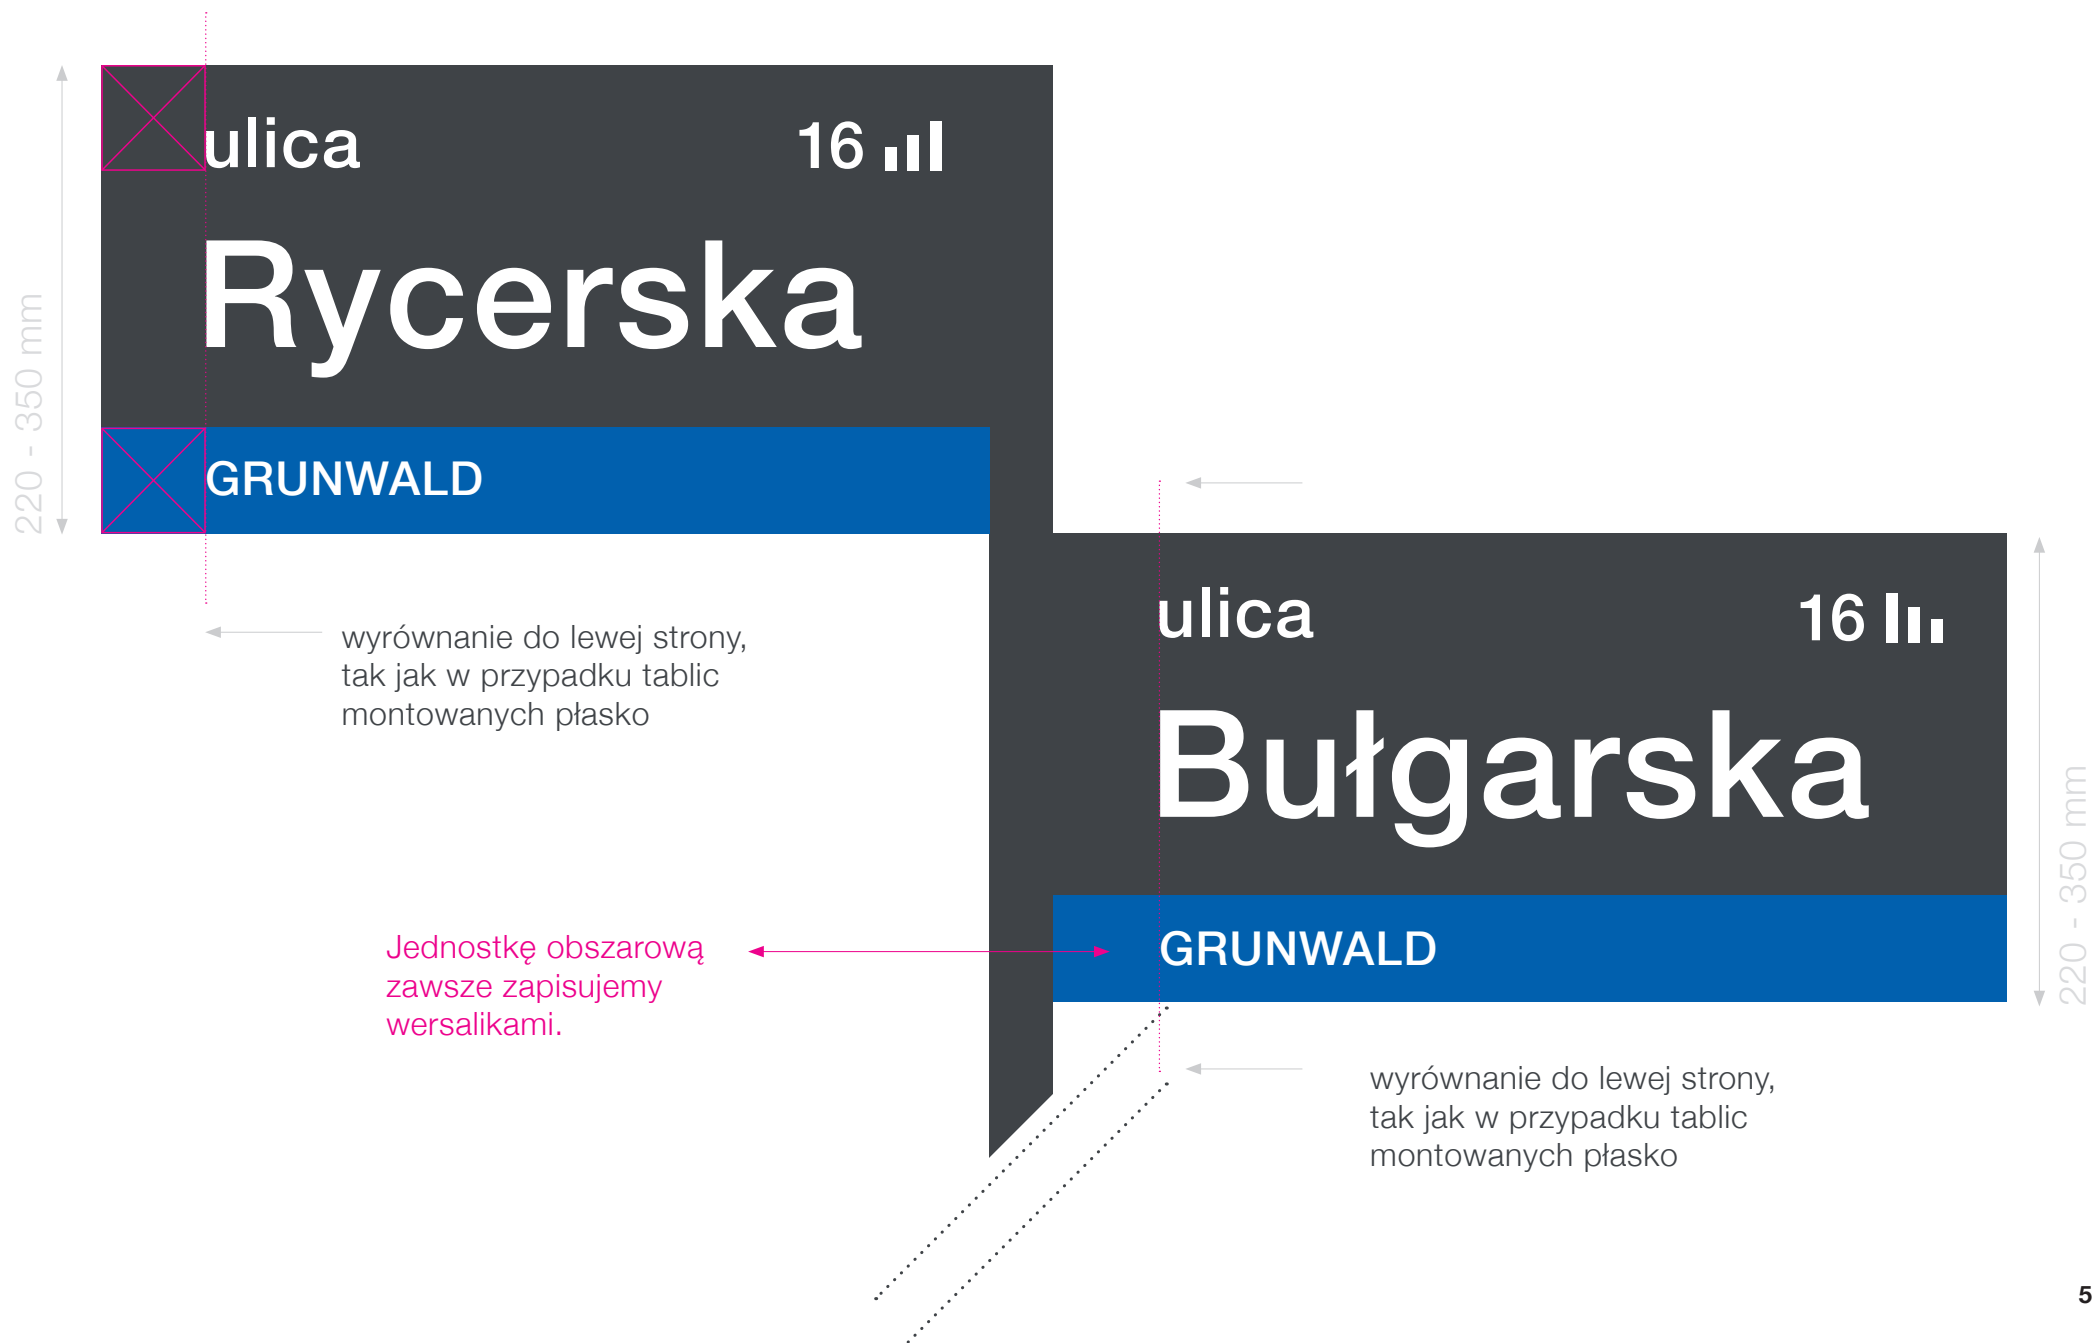 ulica 16
Rycerska
GRUNWALD
220 - 350 mm
wyrównanie do lewej strony,
tak jak w przypadku tablic
montowanych płasko
ulica 16
Bułgarska
GRUNWALD
220 - 350 mm
Jednostkę obszarową
zawsze zapisujemy
wersalikami.
wyrównanie do lewej strony,
tak jak w przypadku tablic
montowanych płasko
5